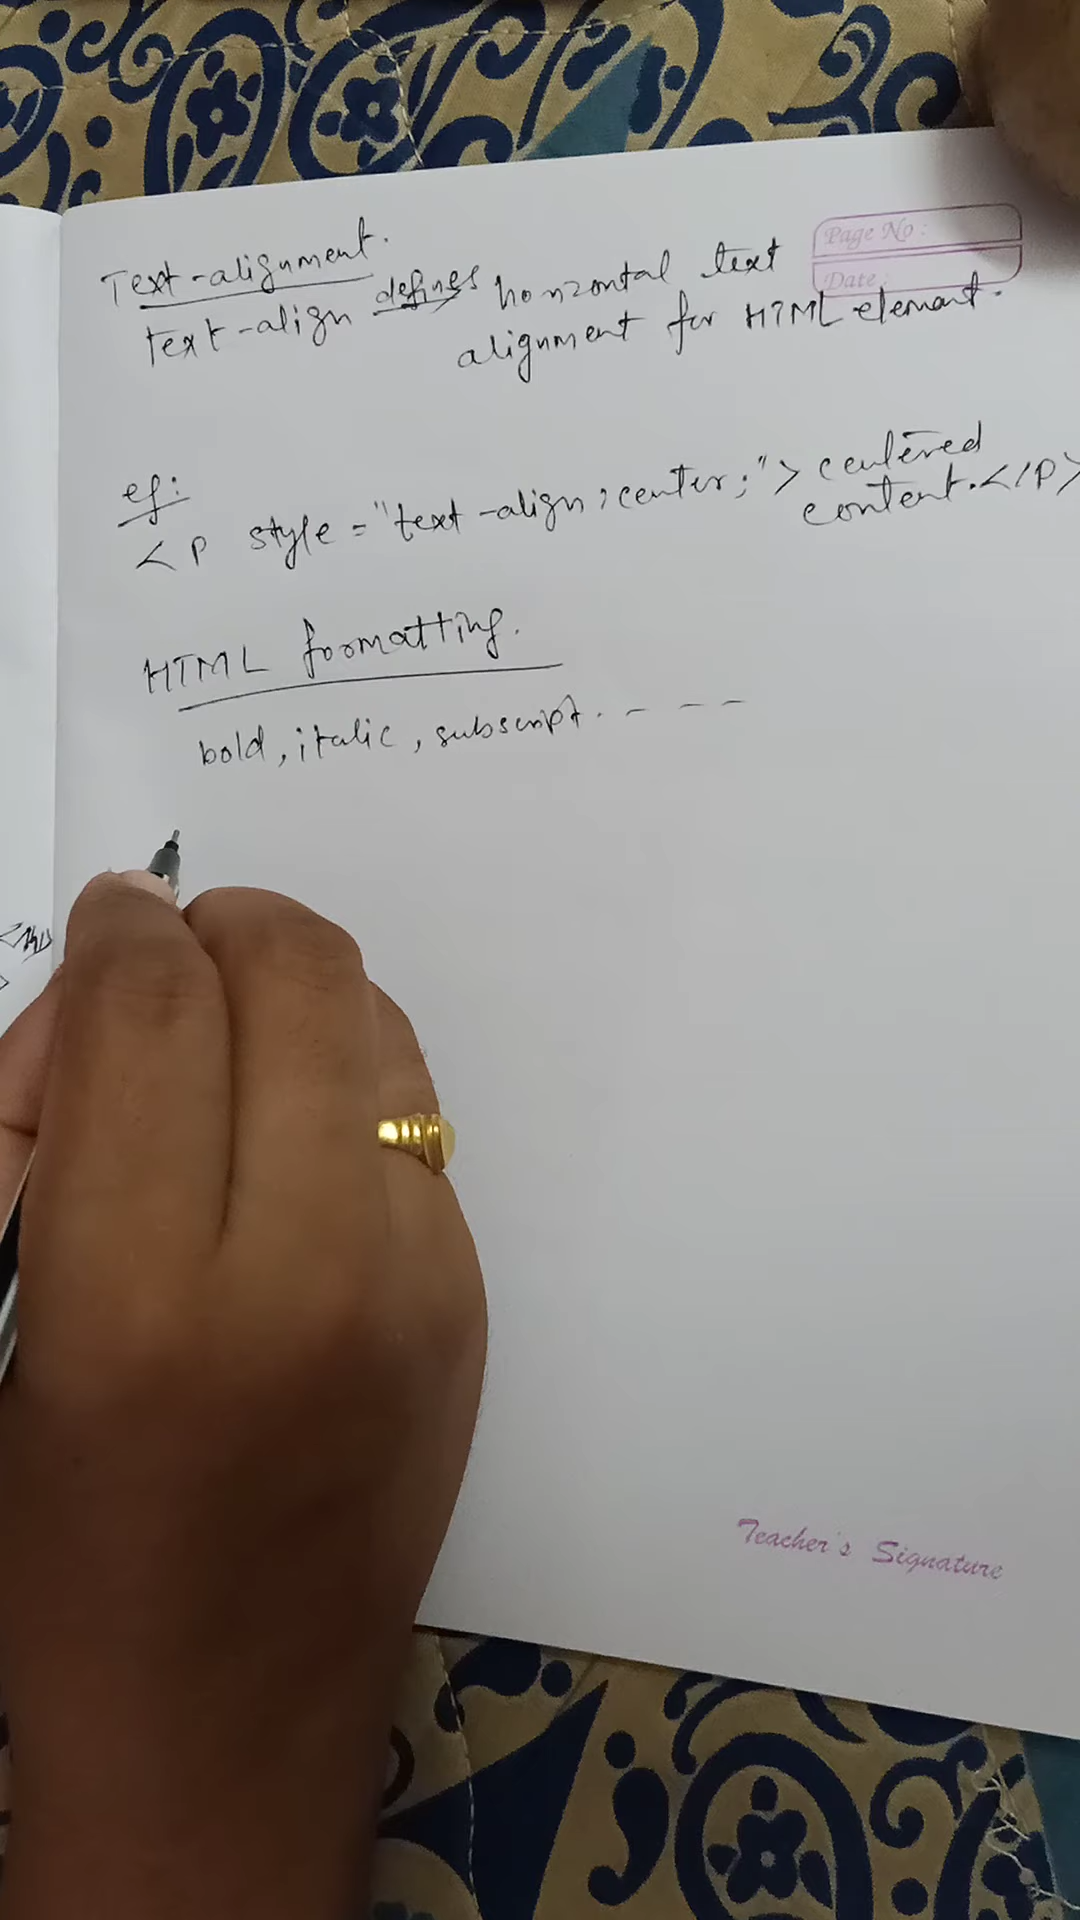 Page No :
Date :
Text-alignment.
text-align defines horizontal text
alignment for HTML element.
eg:
<p style="text-align:center;"> centered
content.</p>
HTML formatting.
bold, italic, subscript. - - - -
Teacher's Signature